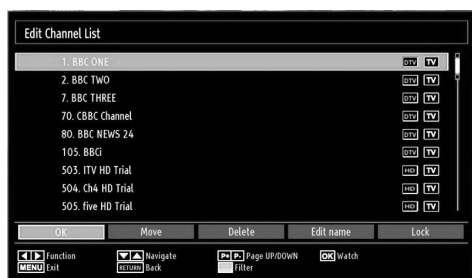 Edit Channel List
1. BBC ONE DTV TV
2. BBC TWO DTV TV
7. BBC THREE DTV TV
70. CBBC Channel DTV TV
80. BBC NEWS 24 DTV TV
105. BBCi DTV TV
503. ITV HD Trial HD TV
504. Ch4 HD Trial HD TV
505. five HD Trial HD TV
OK Move Delete Edit name Lock
Function Navigate P+ P- Page UP/DOWN OK Watch
MENU Exit RETURN Back Filter